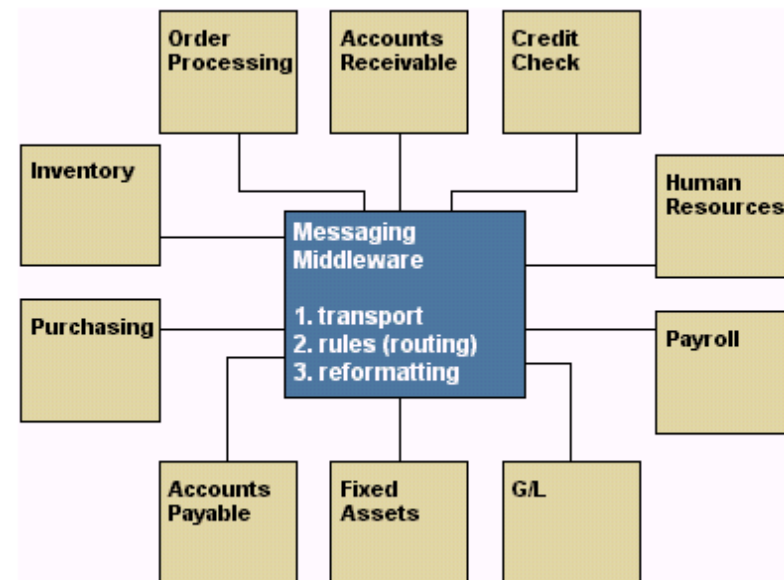 Order
Processing
Accounts
Receivable
Credit
Check
Inventory
Human
Resources
Messaging
Middleware
1. transport
2. rules (routing)
3. reformatting
Purchasing
Payroll
Accounts
Payable
Fixed
Assets
G/L